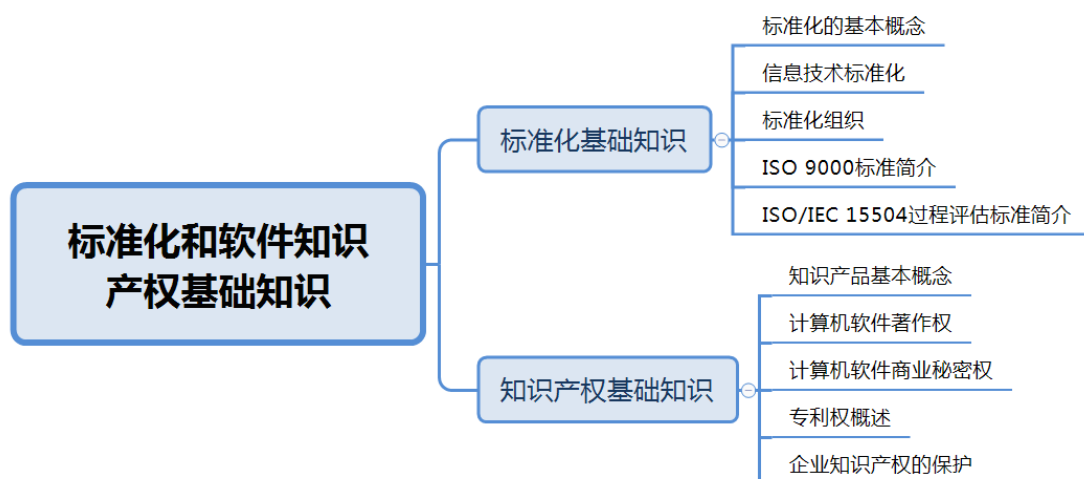 标准化和软件知识
产权基础知识
标准化基础知识
标准化的基本概念
信息技术标准化
标准化组织
ISO 9000标准简介
ISO/IEC 15504过程评估标准简介
知识产权基础知识
知识产品基本概念
计算机软件著作权
计算机软件商业秘密权
专利权概述
企业知识产权的保护